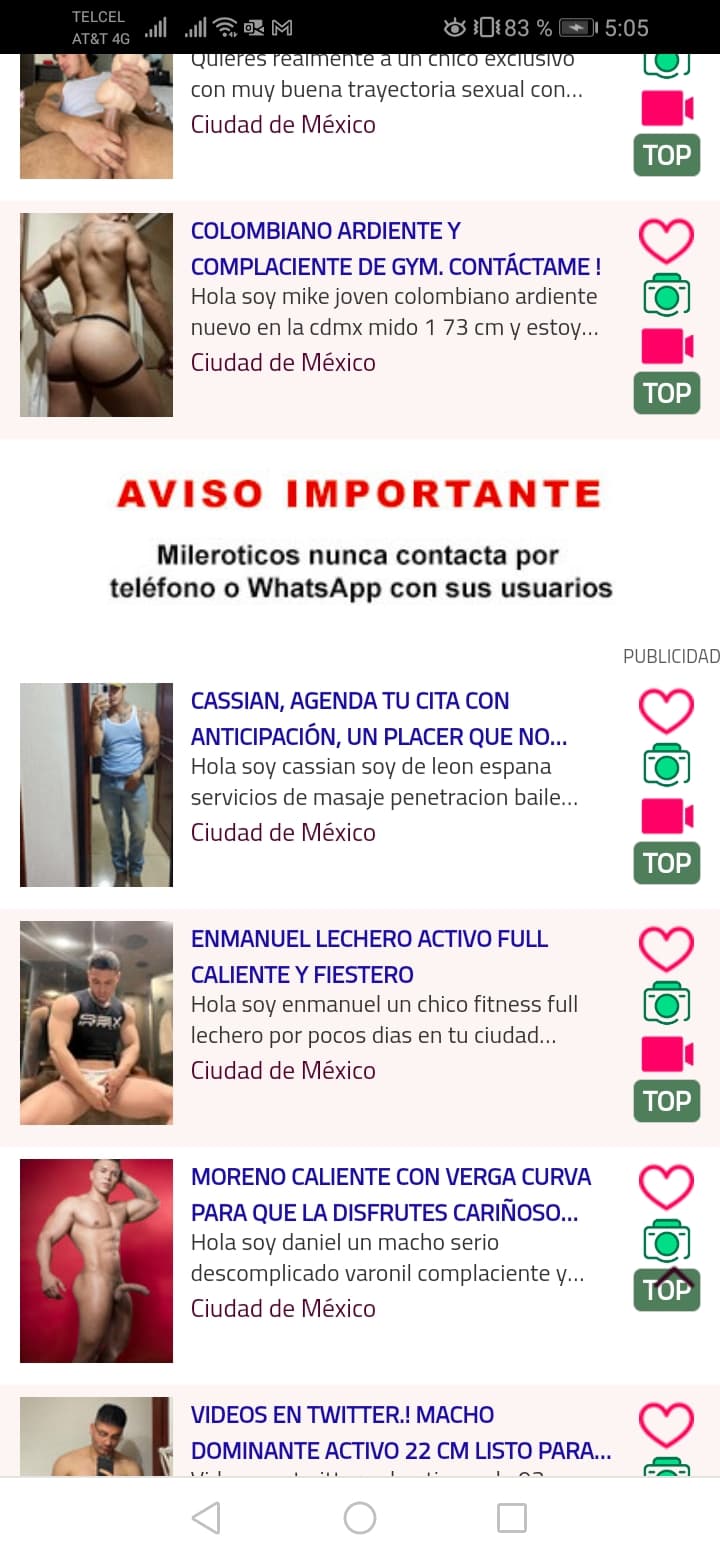 TELCEL
AT&T 4G
83 %
5:05
Quieres realmente a un chico exclusivo
con muy buena trayectoria sexual con...
Ciudad de México
TOP
COLOMBIANO ARDIENTE Y
COMPLACIENTE DE GYM. CONTÁCTAME !
Hola soy mike joven colombiano ardiente
nuevo en la cdmx mido 1 73 cm y estoy...
Ciudad de México
TOP
AVISO IMPORTANTE
Mileroticos nunca contacta por
teléfono o WhatsApp con sus usuarios
PUBLICIDAD
CASSIAN, AGENDA TU CITA CON
ANTICIPACIÓN, UN PLACER QUE NO...
Hola soy cassian soy de leon espana
servicios de masaje penetracion baile...
Ciudad de México
TOP
ENMANUEL LECHERO ACTIVO FULL
CALIENTE Y FIESTERO
Hola soy enmanuel un chico fitness full
lechero por pocos dias en tu ciudad...
Ciudad de México
TOP
MORENO CALIENTE CON VERGA CURVA
PARA QUE LA DISFRUTES CARIÑOSO...
Hola soy daniel un macho serio
descomplicado varonil complaciente y...
Ciudad de México
TOP
VIDEOS EN TWITTER.! MACHO
DOMINANTE ACTIVO 22 CM LISTO PARA...